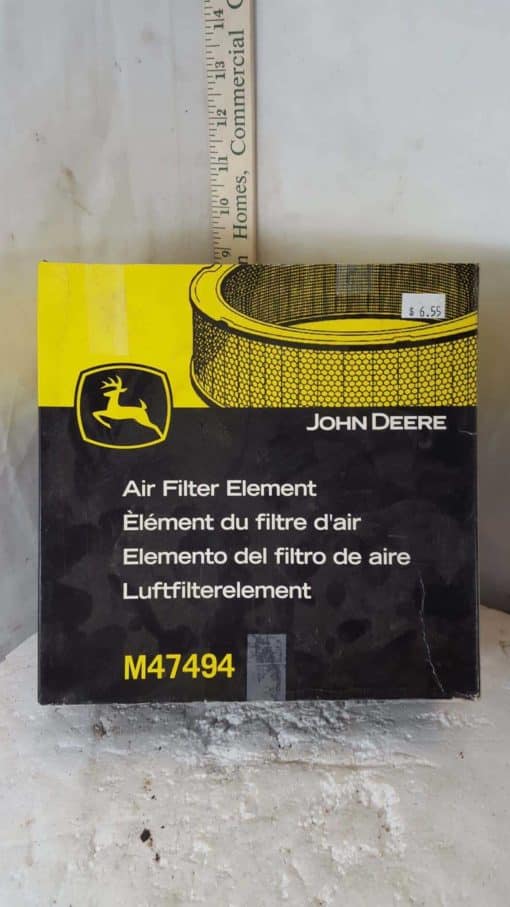 9 10 11 12 13 14
Homes, Commercial C
$ 6.55
JOHN DEERE
Air Filter Element
Èlément du filtre d'air
Elemento del filtro de aire
Luftfilterelement
M47494